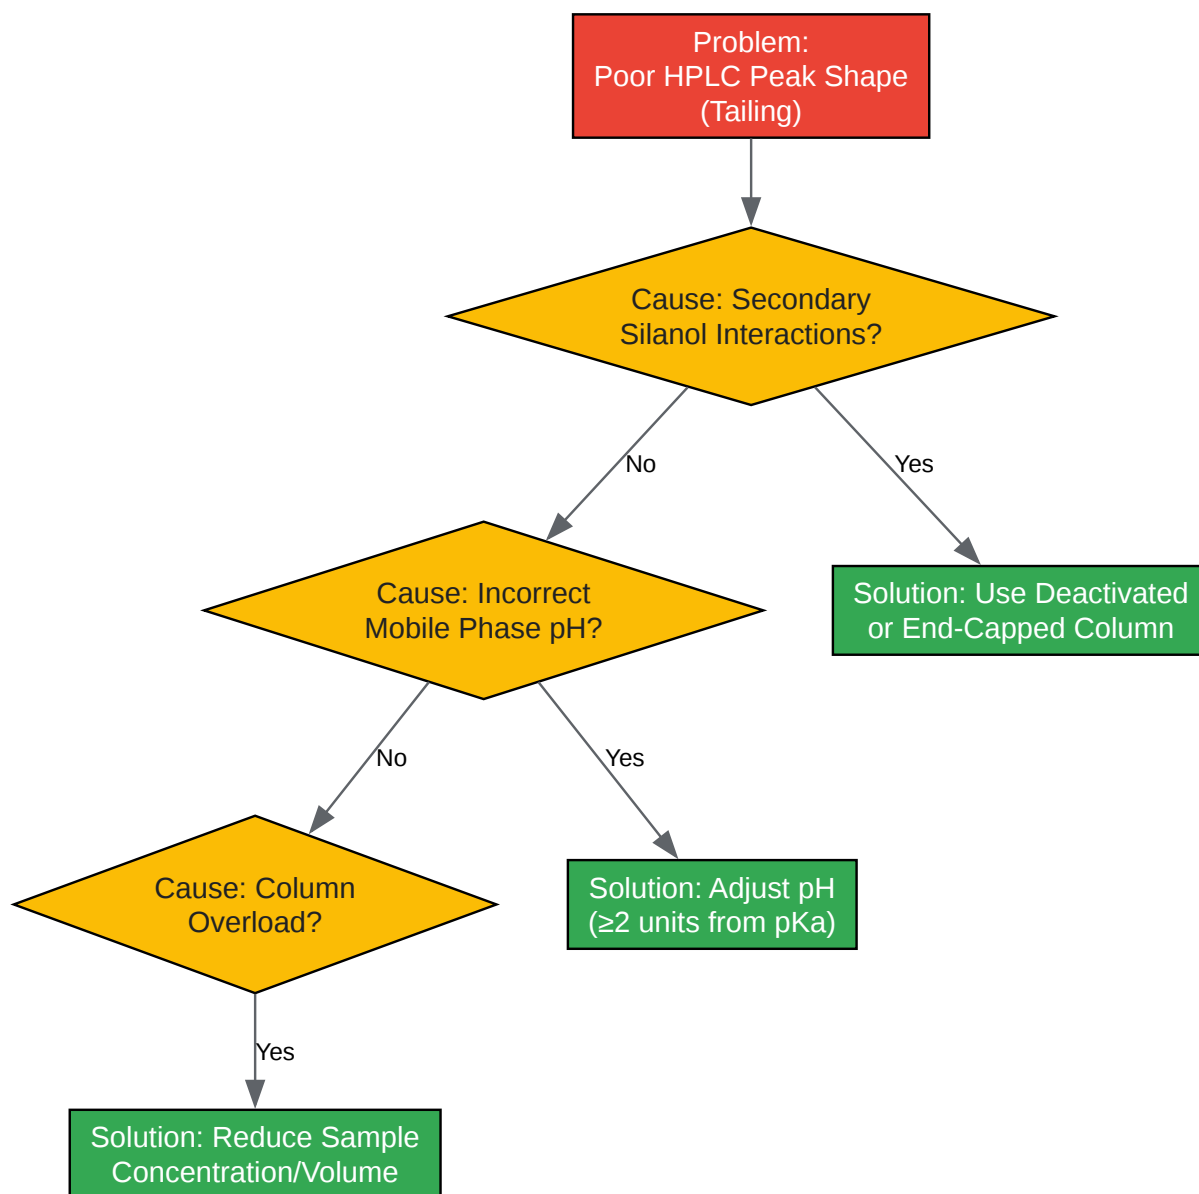 Problem:
Poor HPLC Peak Shape
(Tailing)
Cause: Secondary
Silanol Interactions?
No
Yes
Cause: Incorrect
Mobile Phase pH?
Solution: Use Deactivated
or End-Capped Column
No
Yes
Cause: Column
Overload?
Solution: Adjust pH
(≥2 units from pKa)
Yes
Solution: Reduce Sample
Concentration/Volume